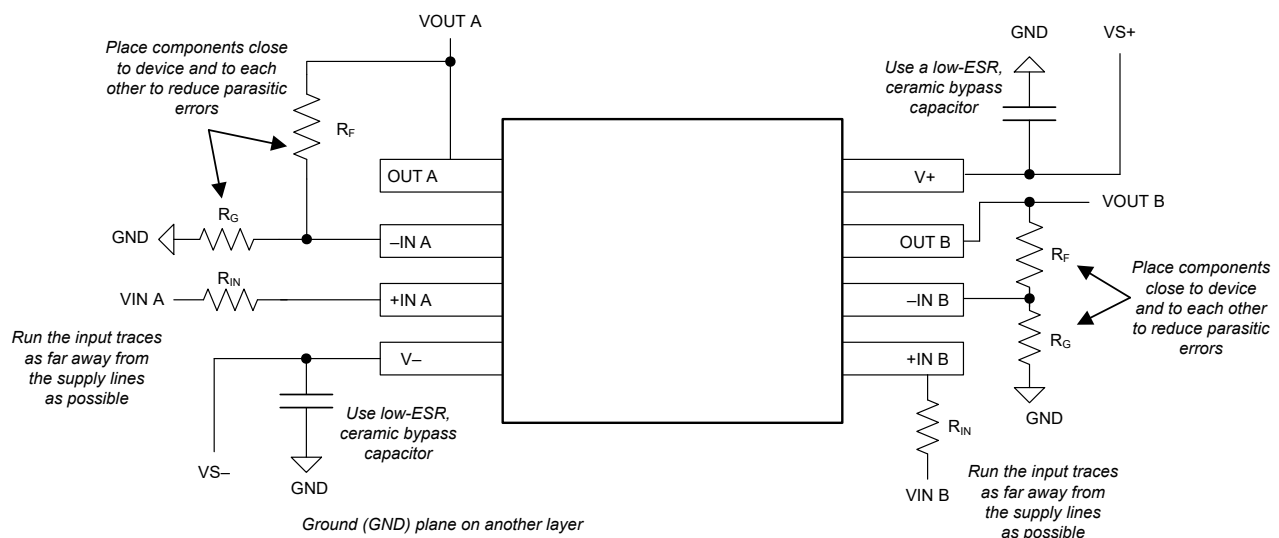 VOUT A
Place components close
to device and to each
other to reduce parasitic
errors
RF
OUT A
RG
GND
–IN A
RIN
VIN A
+IN A
Run the input traces
as far away from
the supply lines
as possible
V–
Use low-ESR,
ceramic bypass
capacitor
VS–
GND
Ground (GND) plane on another layer
GND
VS+
Use a low-ESR,
ceramic bypass
capacitor
V+
VOUT B
OUT B
RF
Place components
close to device
and to each other
to reduce parasitic
errors
–IN B
RG
+IN B
GND
RIN
VIN B
Run the input traces
as far away from
the supply lines
as possible